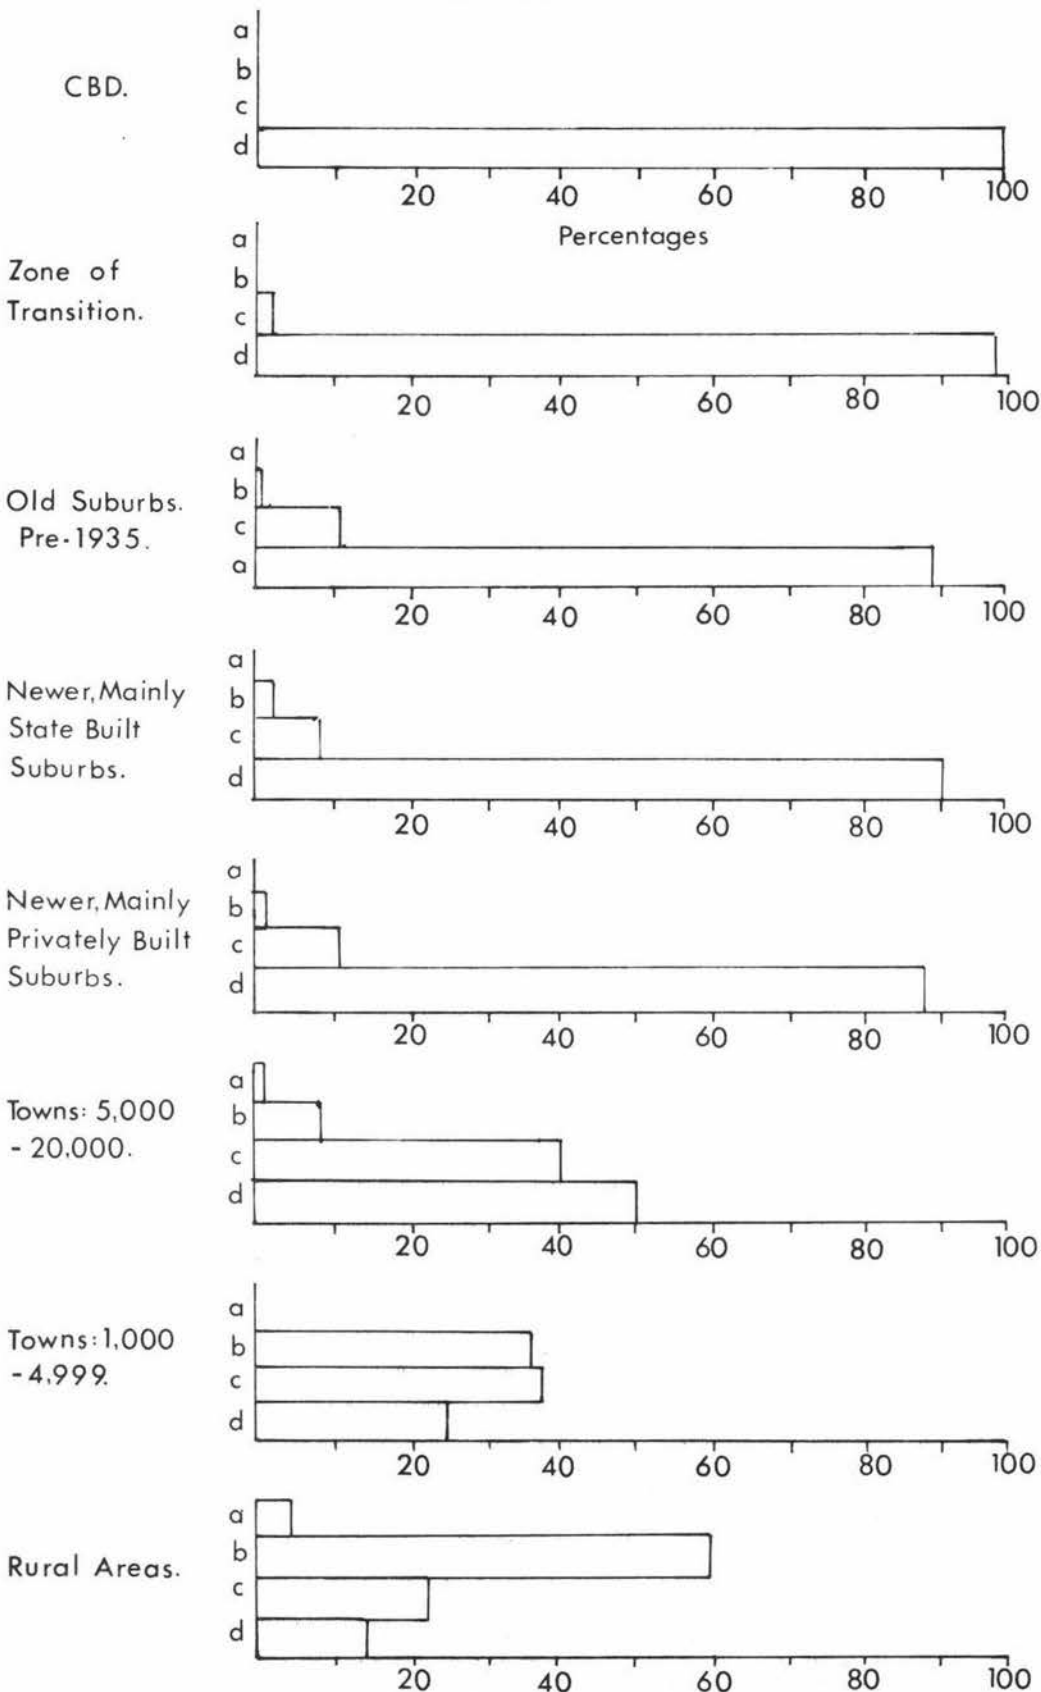 a
b
CBD.
c
d
20 40 60 80 100
Percentages
a
Zone of
b
Transition.
c
d
20 40 60 80 100
a
Old Suburbs.
b
Pre-1935.
c
a
20 40 60 80 100
a
Newer, Mainly
b
State Built
c
Suburbs.
d
20 40 60 80 100
a
Newer, Mainly
b
Privately Built
c
Suburbs.
d
20 40 60 80 100
a
Towns: 5,000
b
- 20,000.
c
d
20 40 60 80 100
a
Towns: 1,000
b
- 4,999.
c
d
20 40 60 80 100
a
b
Rural Areas.
c
d
20 40 60 80 100